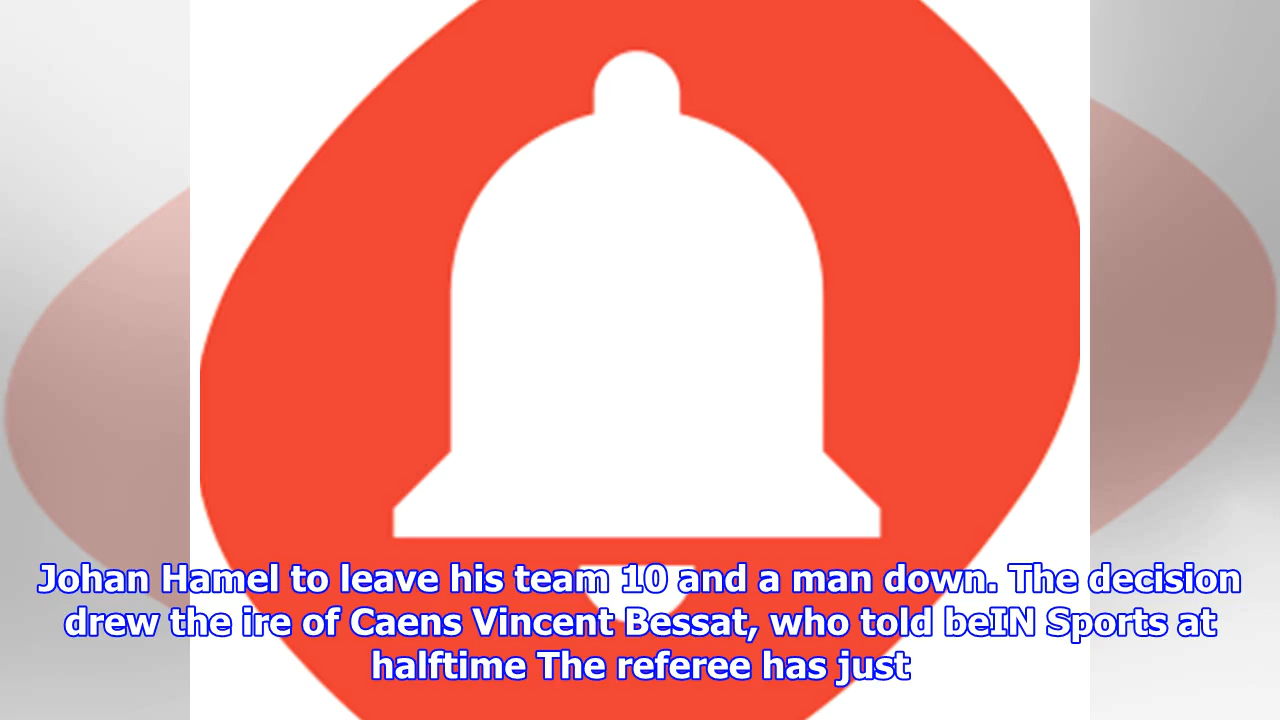 Johan Hamel to leave his team 10 and a man down. The decision
drew the ire of Caens Vincent Bessat, who told beIN Sports at
halftime The referee has just